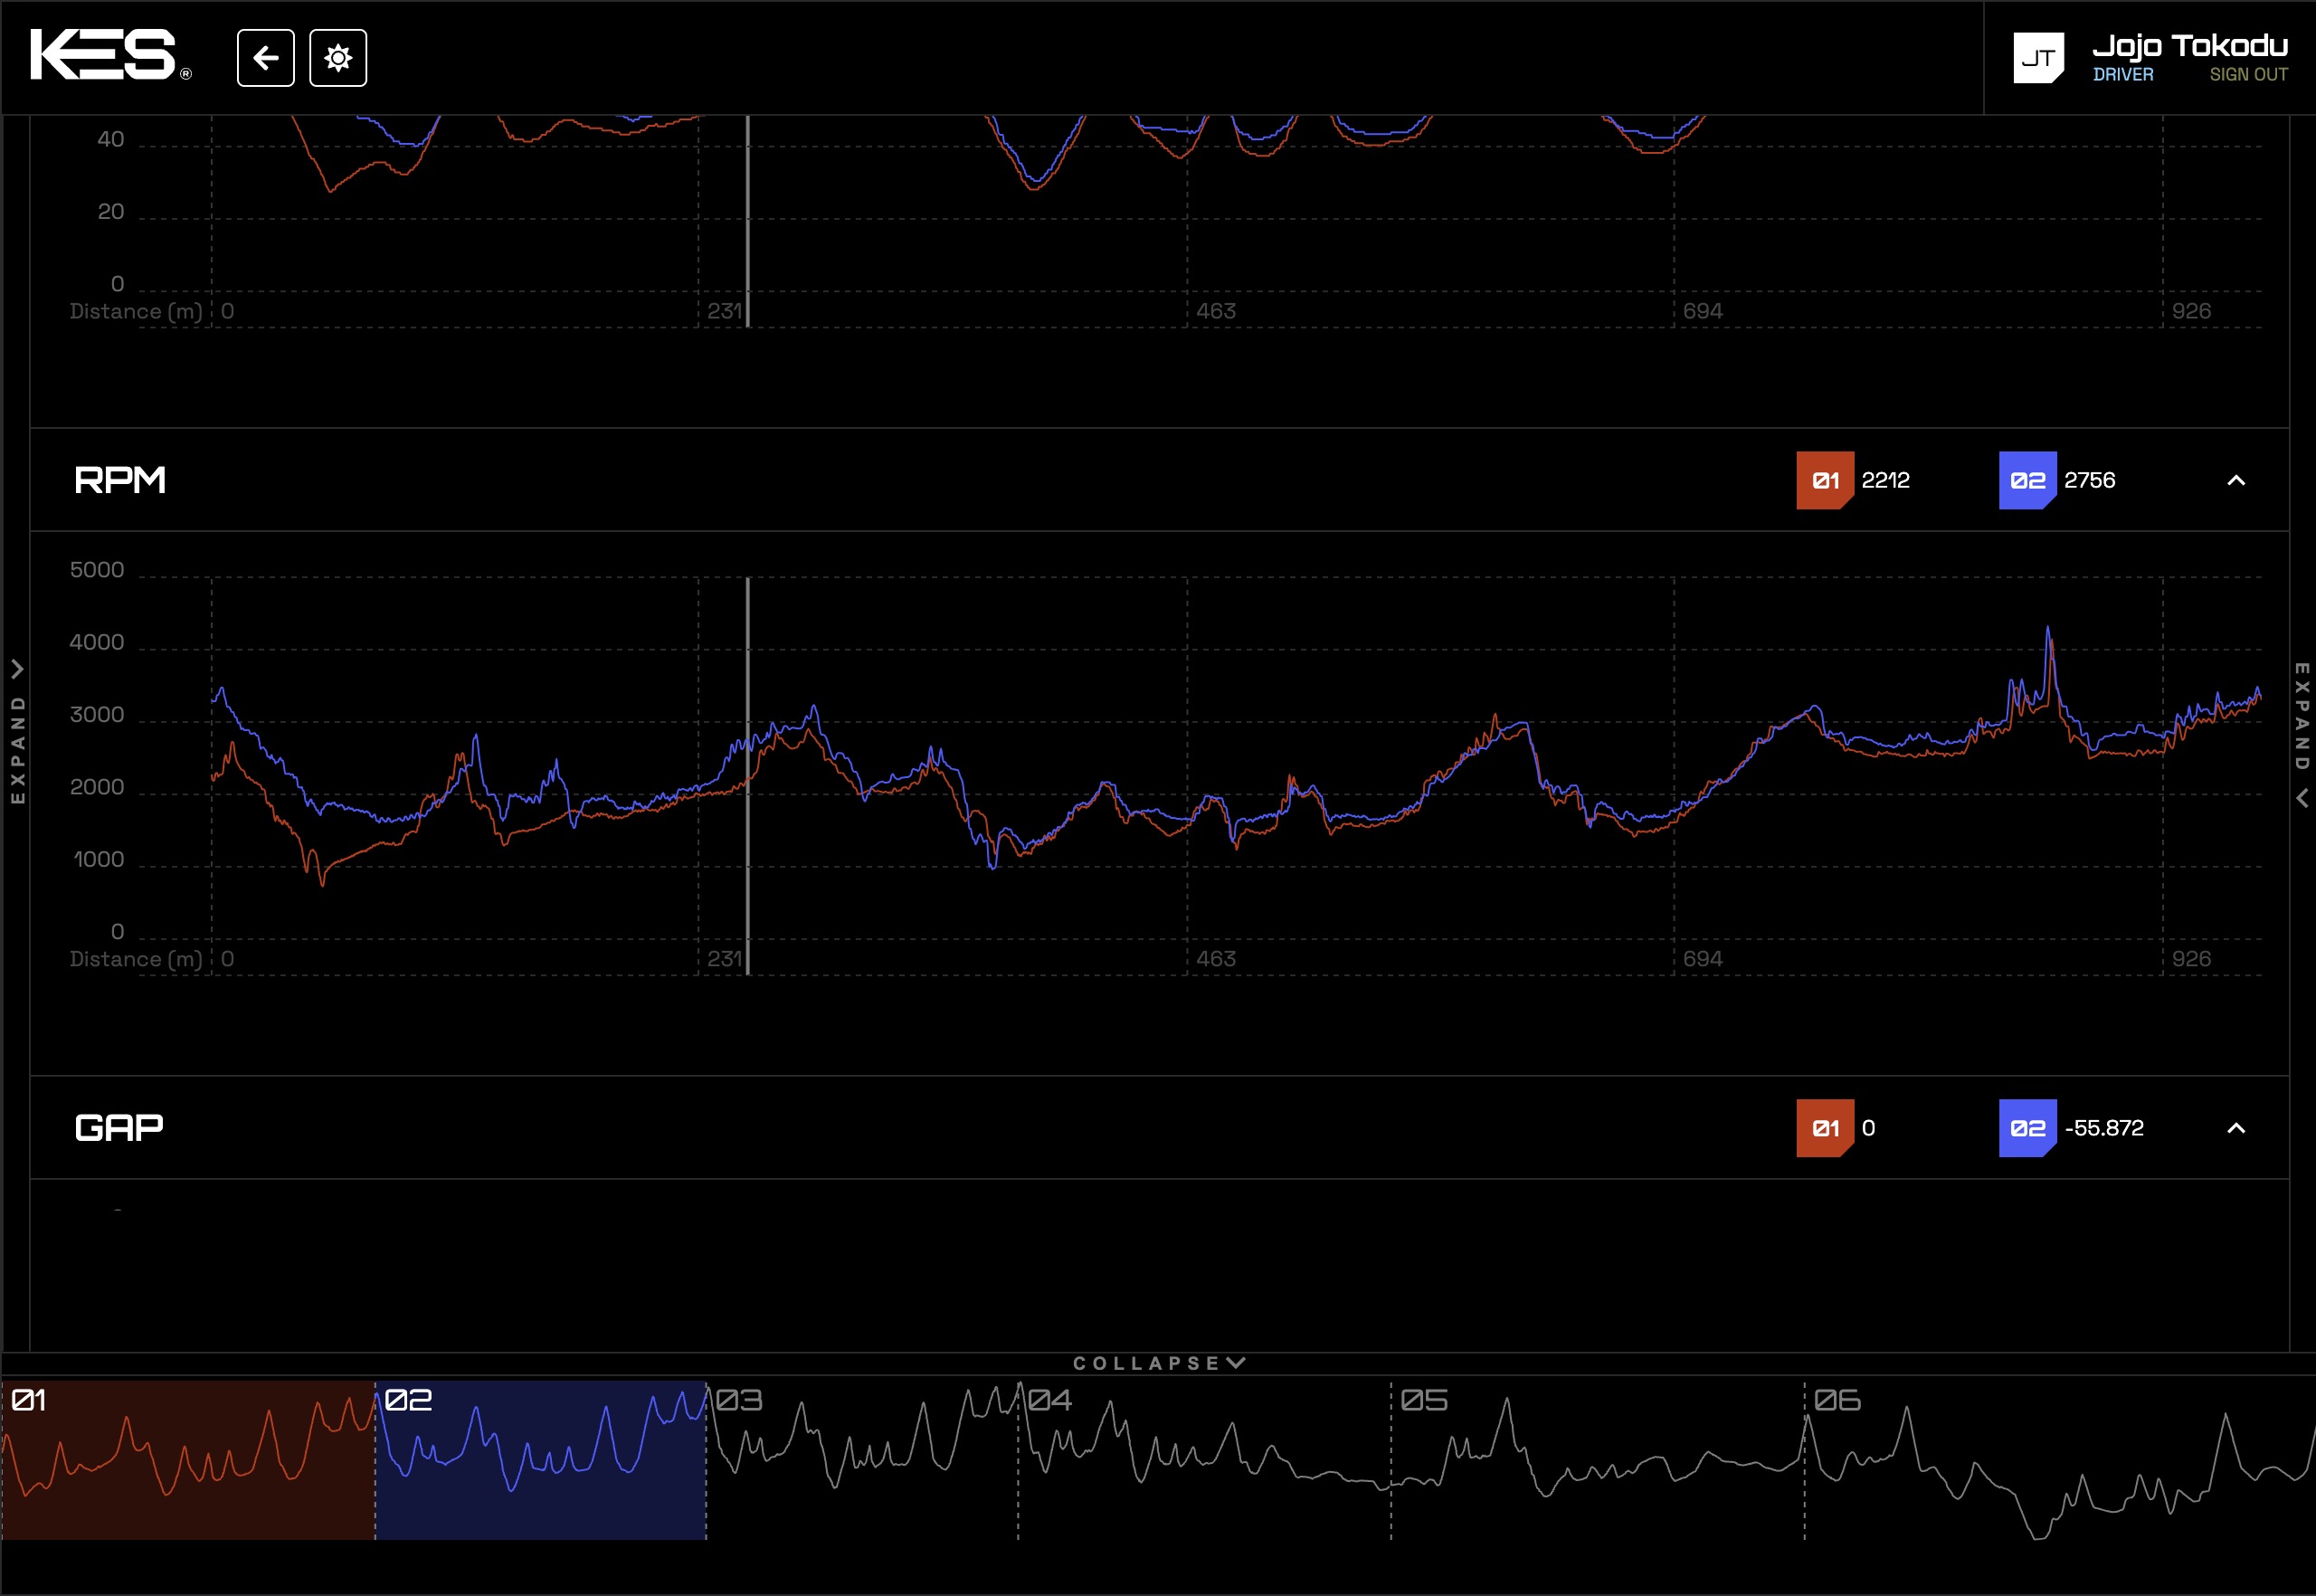 KES®
JT
Jojo Tokodu
DRIVER
SIGN OUT
40
20
0
Distance (m) 0 231 463 694 926
RPM
01 2212
02 2756
5000
4000
3000
2000
1000
0
Distance (m) 0 231 463 694 926
EXPAND
EXPAND
GAP
01 0
02 -55.872
-
COLLAPSE
01 02 03 04 05 06